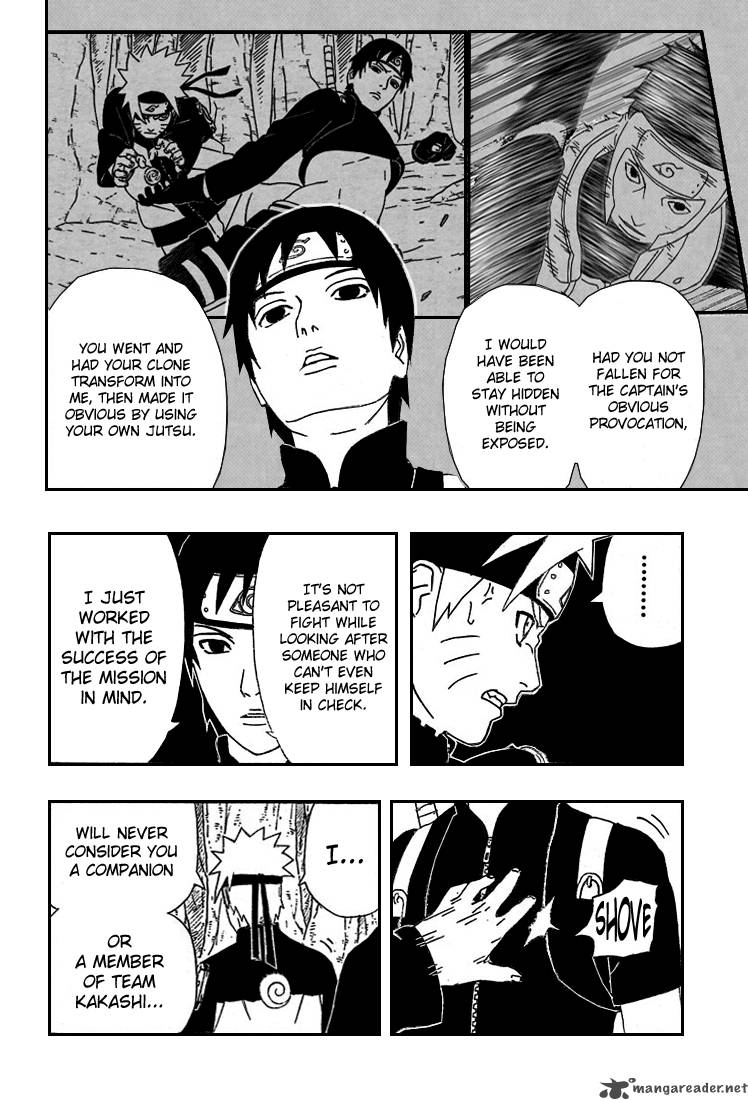 HAD YOU NOT
FALLEN FOR
THE CAPTAIN'S
OBVIOUS
PROVOCATION,
I WOULD
HAVE BEEN
ABLE TO
STAY HIDDEN
WITHOUT
BEING
EXPOSED.
YOU WENT AND
HAD YOUR CLONE
TRANSFORM INTO
ME, THEN MADE IT
OBVIOUS BY USING
YOUR OWN JUTSU.
........
IT'S NOT
PLEASANT TO
FIGHT WHILE
LOOKING AFTER
SOMEONE WHO
CAN'T EVEN
KEEP HIMSELF
IN CHECK.
I JUST
WORKED
WITH THE
SUCCESS OF
THE MISSION
IN MIND.
SHOVE
I...
WILL NEVER
CONSIDER YOU
A COMPANION
OR
A MEMBER
OF TEAM
KAKASHI...
mangareader.net